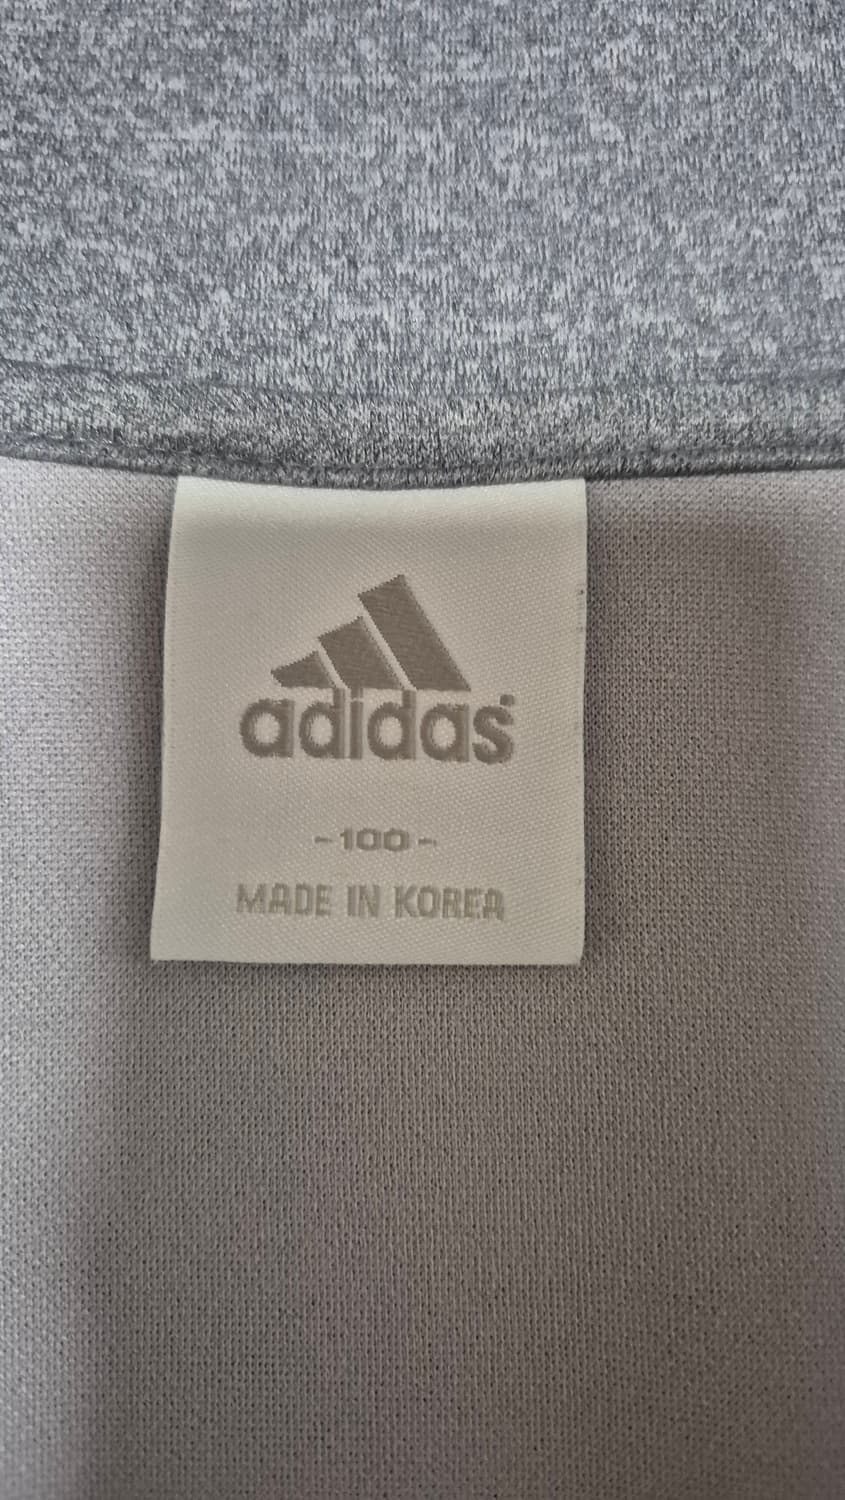 adidas
-100-
MADE IN KOREA